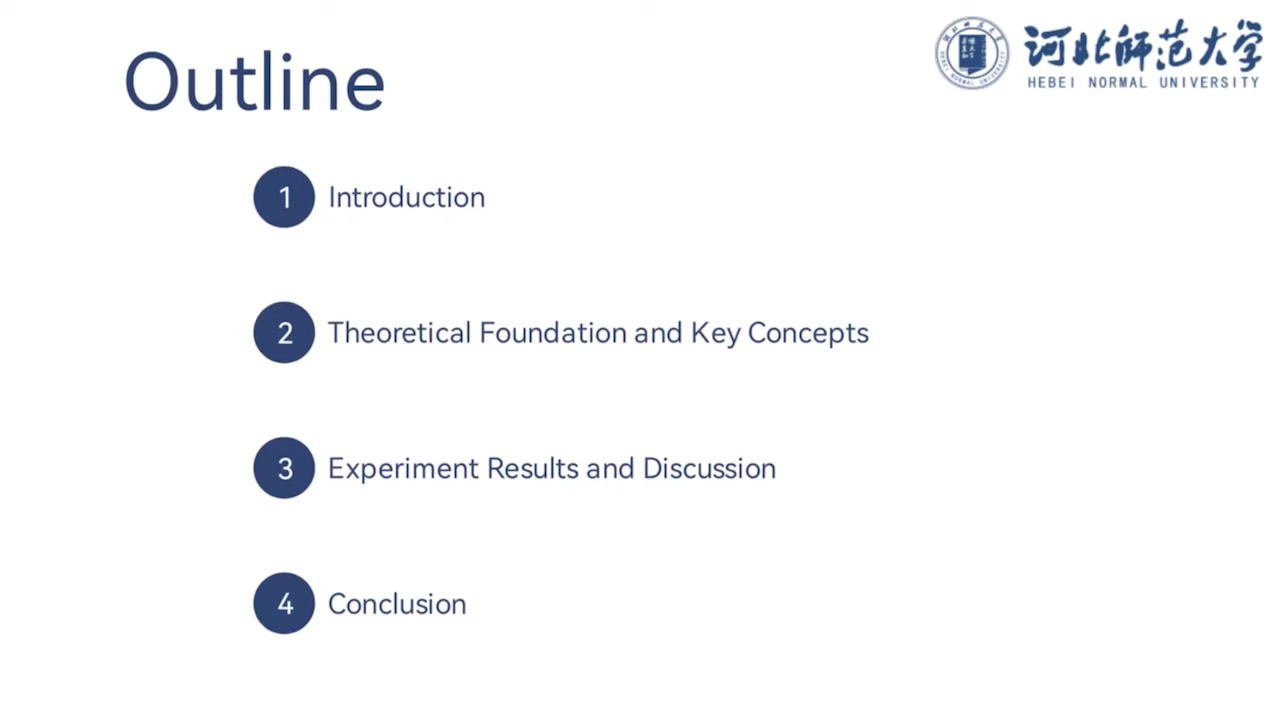 Outline
河北师范大学
HEBEI NORMAL UNIVERSITY
1 Introduction
2 Theoretical Foundation and Key Concepts
3 Experiment Results and Discussion
4 Conclusion